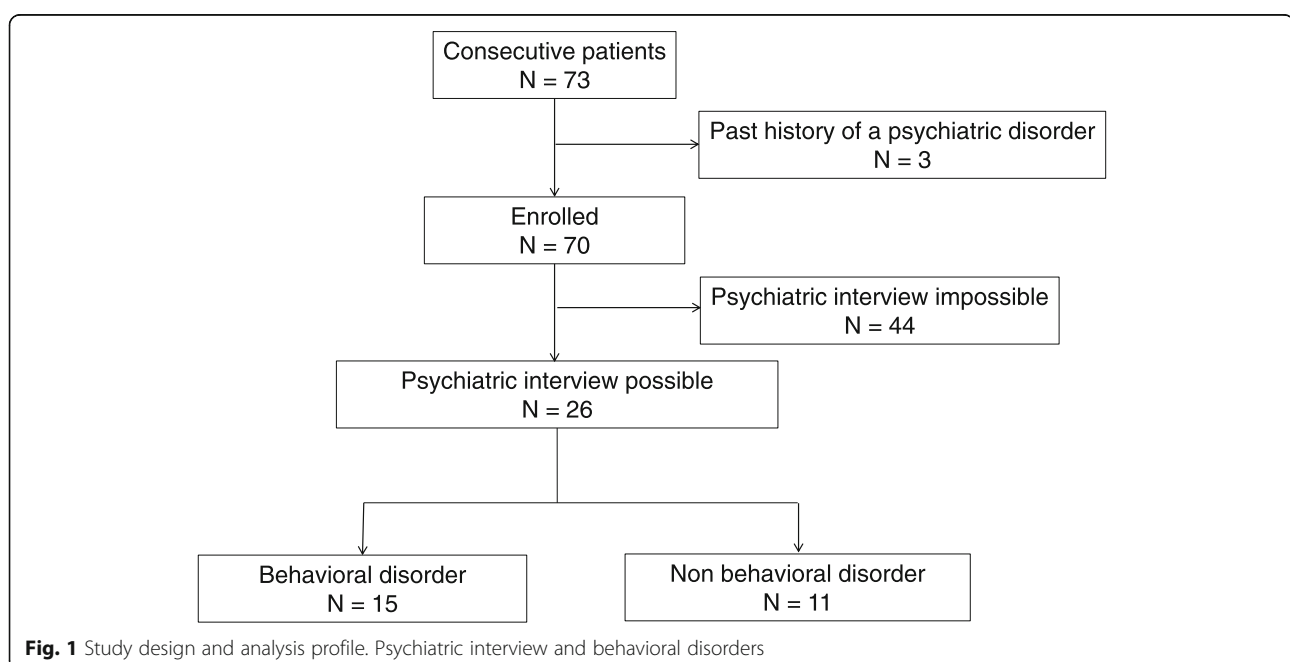 Consecutive patients
N = 73
Past history of a psychiatric disorder
N = 3
Enrolled
N = 70
Psychiatric interview impossible
N = 44
Psychiatric interview possible
N = 26
Behavioral disorder
N = 15
Non behavioral disorder
N = 11
Fig. 1 Study design and analysis profile. Psychiatric interview and behavioral disorders